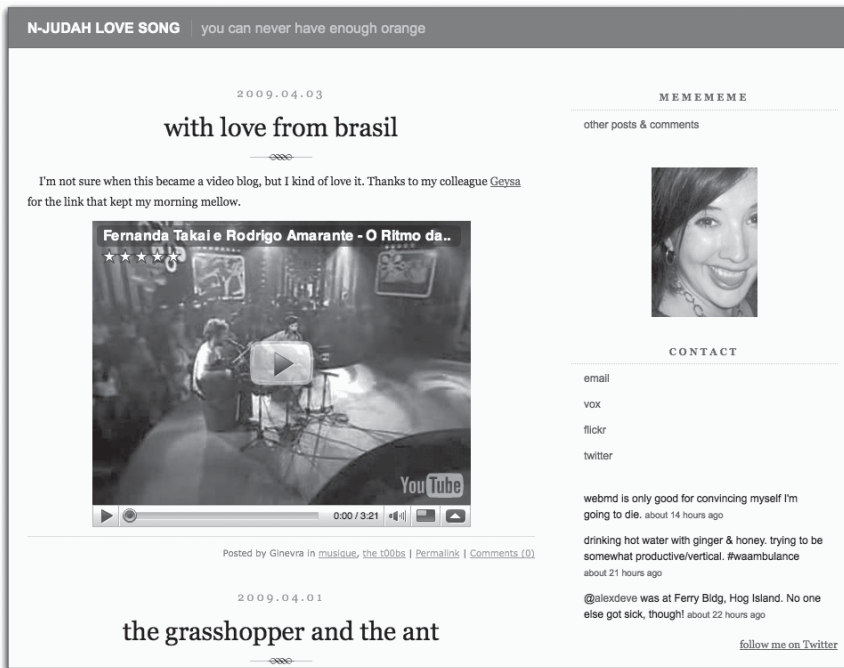 N-JUDAH LOVE SONG you can never have enough orange
2009.04.03
with love from brasil
I'm not sure when this became a video blog, but I kind of love it. Thanks to my colleague Geysa
for the link that kept my morning mellow.
Fernanda Takai e Rodrigo Amarante - O Ritmo da..
YouTube
0:00 / 3:21
Posted by Ginevra in musique, the t00bs | Permalink | Comments (0)
2009.04.01
the grasshopper and the ant
MEMEMEME
other posts & comments
CONTACT
email
vox
flickr
twitter
webmd is only good for convincing myself I'm
going to die. about 14 hours ago
drinking hot water with ginger & honey. trying to be
somewhat productive/vertical. #waambulance
about 21 hours ago
@alexdeve was at Ferry Bldg, Hog Island. No one
else got sick, though! about 22 hours ago
follow me on Twitter